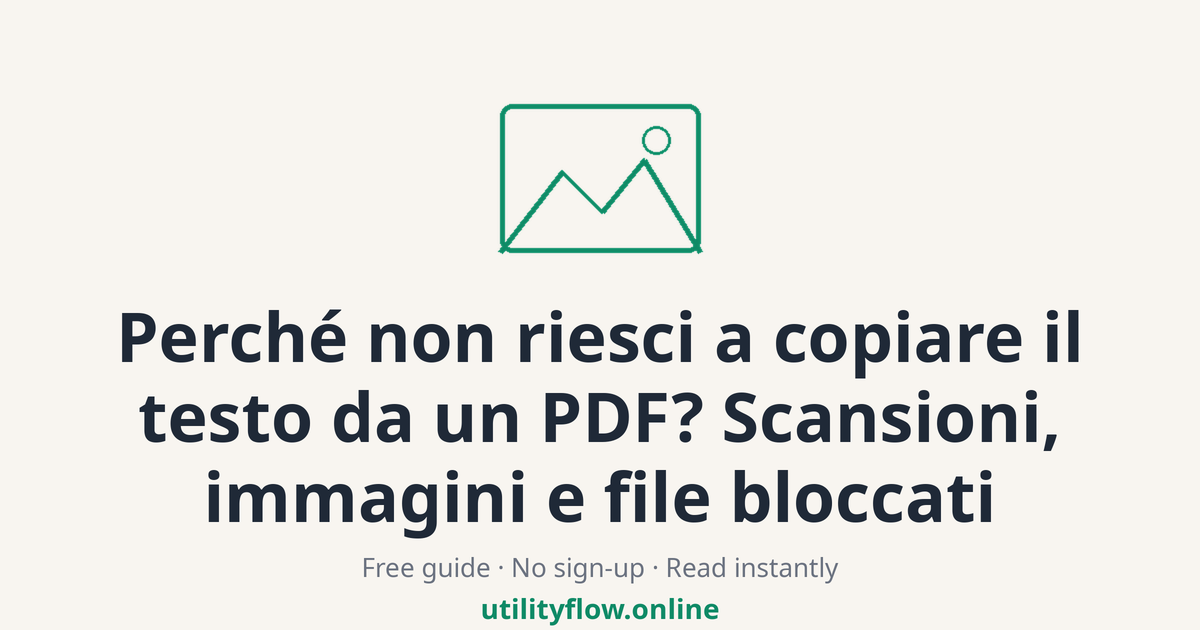 Perché non riesci a copiare il
testo da un PDF? Scansioni,
immagini e file bloccati
Free guide · No sign-up · Read instantly
utilityflow.online